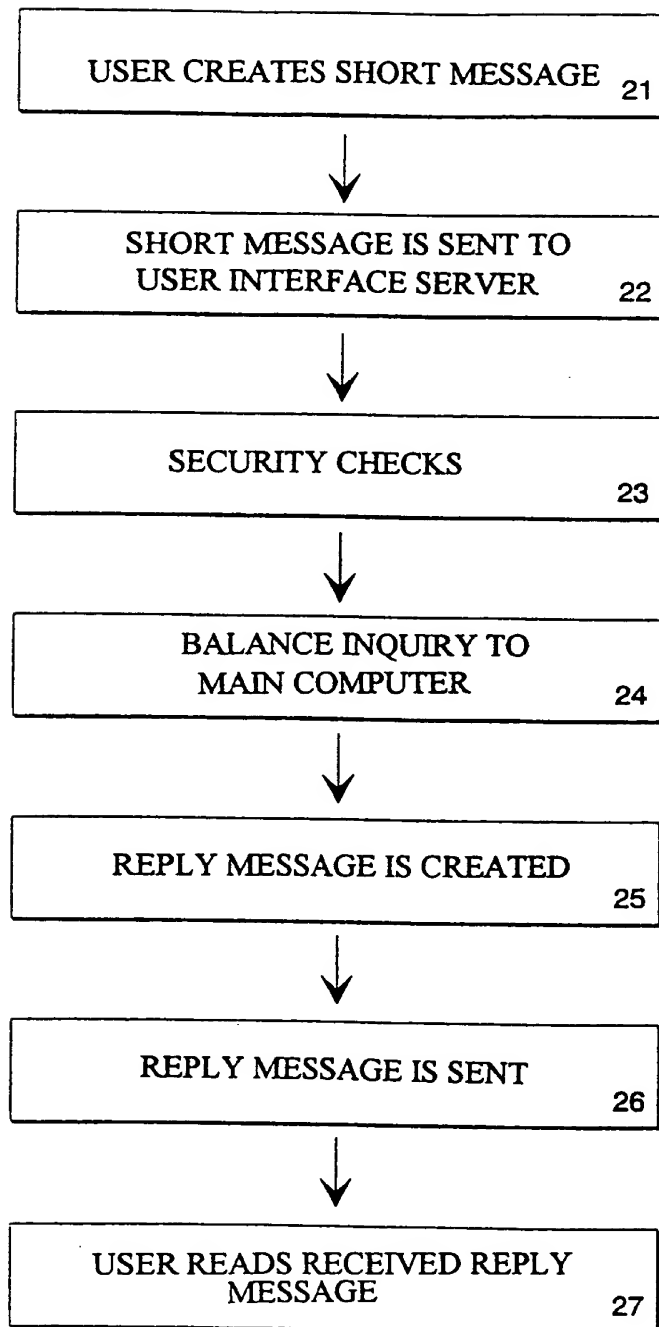 USER CREATES SHORT MESSAGE
21
SHORT MESSAGE IS SENT TO
USER INTERFACE SERVER
22
SECURITY CHECKS
23
BALANCE INQUIRY TO
MAIN COMPUTER
24
REPLY MESSAGE IS CREATED
25
REPLY MESSAGE IS SENT
26
USER READS RECEIVED REPLY
MESSAGE
27